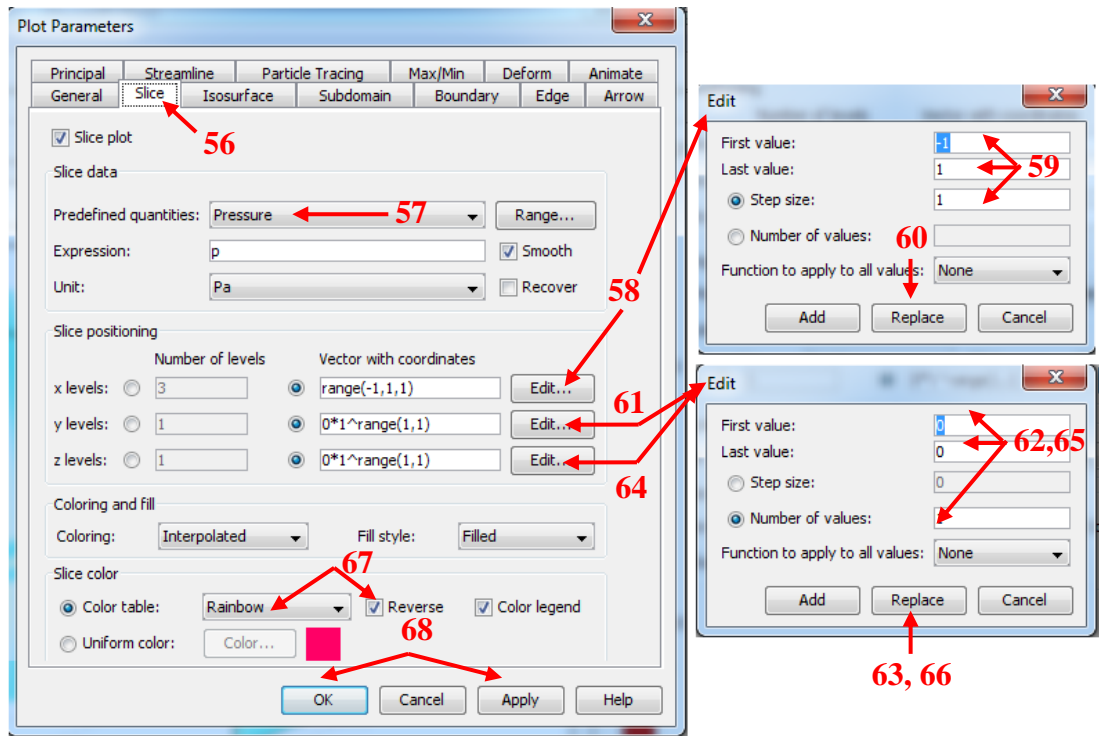 Plot Parameters
Principal Streamline Particle Tracing Max/Min Deform Animate
General Slice Isosurface Subdomain Boundary Edge Arrow
56
Slice plot
Slice data
Predefined quantities: Pressure 57 Range...
Expression: p Smooth
Unit: Pa Recover
58
Slice positioning
Number of levels Vector with coordinates
x levels: 3 range(-1,1,1) Edit...
61
y levels: 1 0*1^range(1,1) Edit...
z levels: 1 0*1^range(1,1) Edit...
64
Coloring and fill
Coloring: Interpolated Fill style: Filled
67
Slice color
Color table: Rainbow Reverse Color legend
68
Uniform color: Color...
OK Cancel Apply Help
Edit
First value: -1
59
Last value: 1
Step size: 1
Number of values:
60
Function to apply to all values: None
Add Replace Cancel
Edit
First value: 0
62,65
Last value: 0
Step size: 0
Number of values:
Function to apply to all values: None
Add Replace Cancel
63, 66